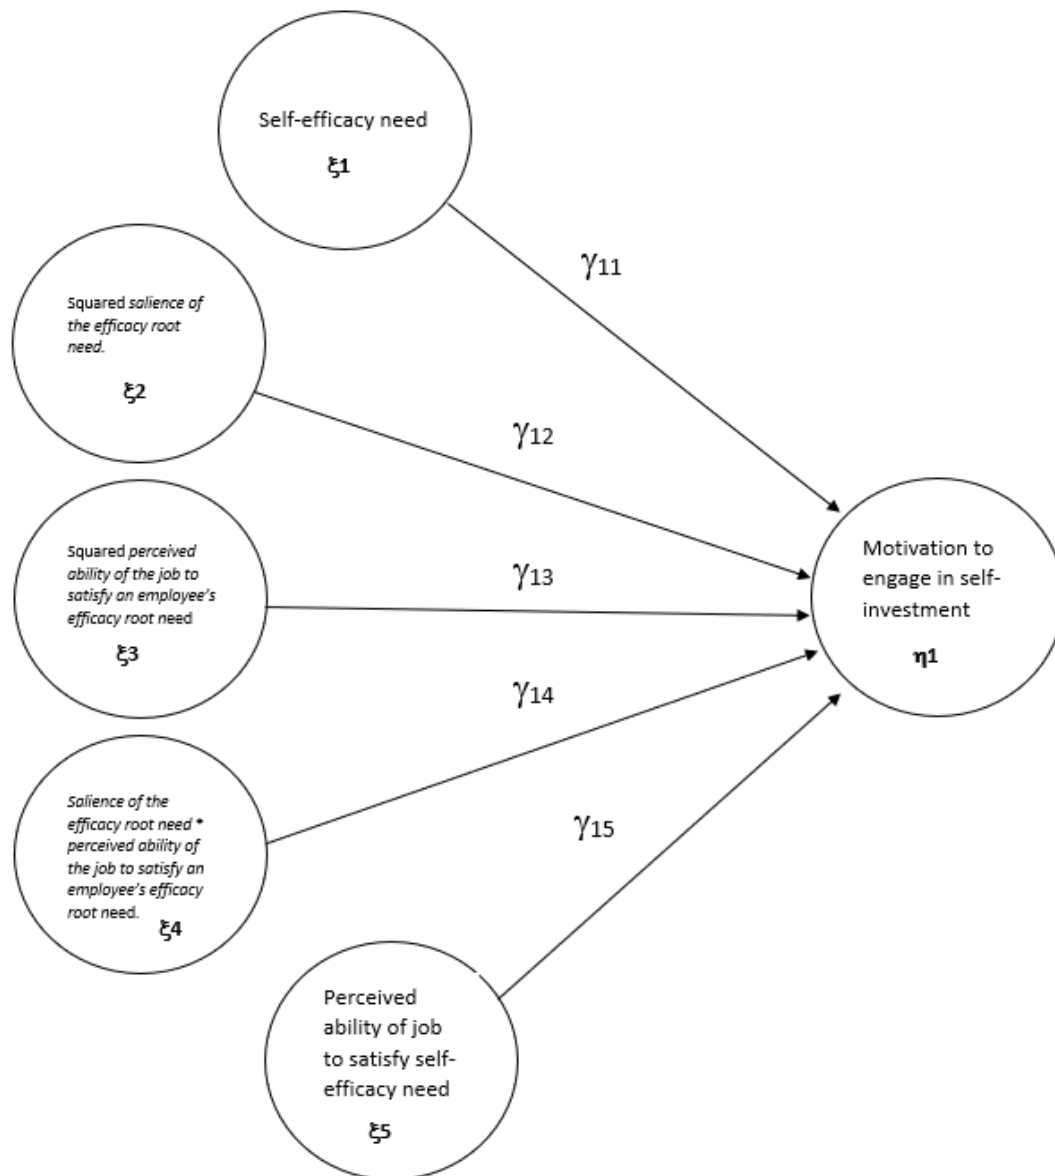 Self-efficacy need
ξ1
γ11
Squared salience of
the efficacy root
need.
ξ2
γ12
Squared perceived
ability of the job to
satisfy an employee's
efficacy root need
ξ3
γ13
Motivation to
engage in self-
investment
η1
γ14
Salience of the
efficacy root need *
perceived ability of
the job to satisfy an
employee's efficacy
root need.
ξ4
γ15
Perceived
ability of job
to satisfy self-
efficacy need
ξ5